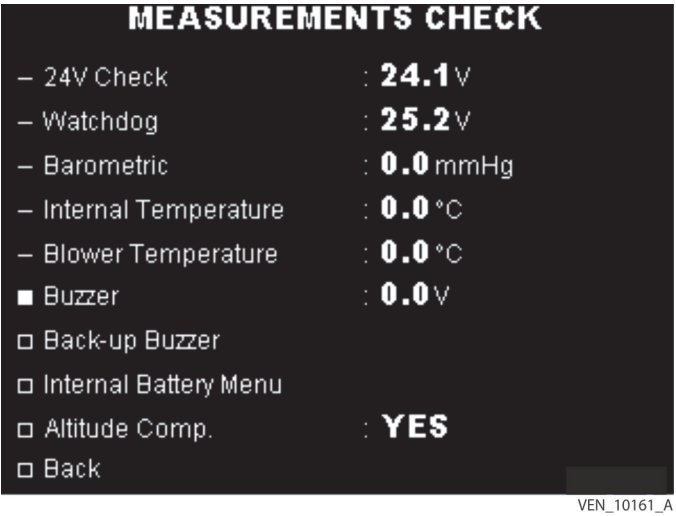 MEASUREMENTS CHECK
– 24V Check : 24.1 V
– Watchdog : 25.2 V
– Barometric : 0.0 mmHg
– Internal Temperature : 0.0 °C
– Blower Temperature : 0.0 °C
■ Buzzer : 0.0 V
□ Back-up Buzzer
□ Internal Battery Menu
□ Altitude Comp. : YES
□ Back
VEN_10161_A